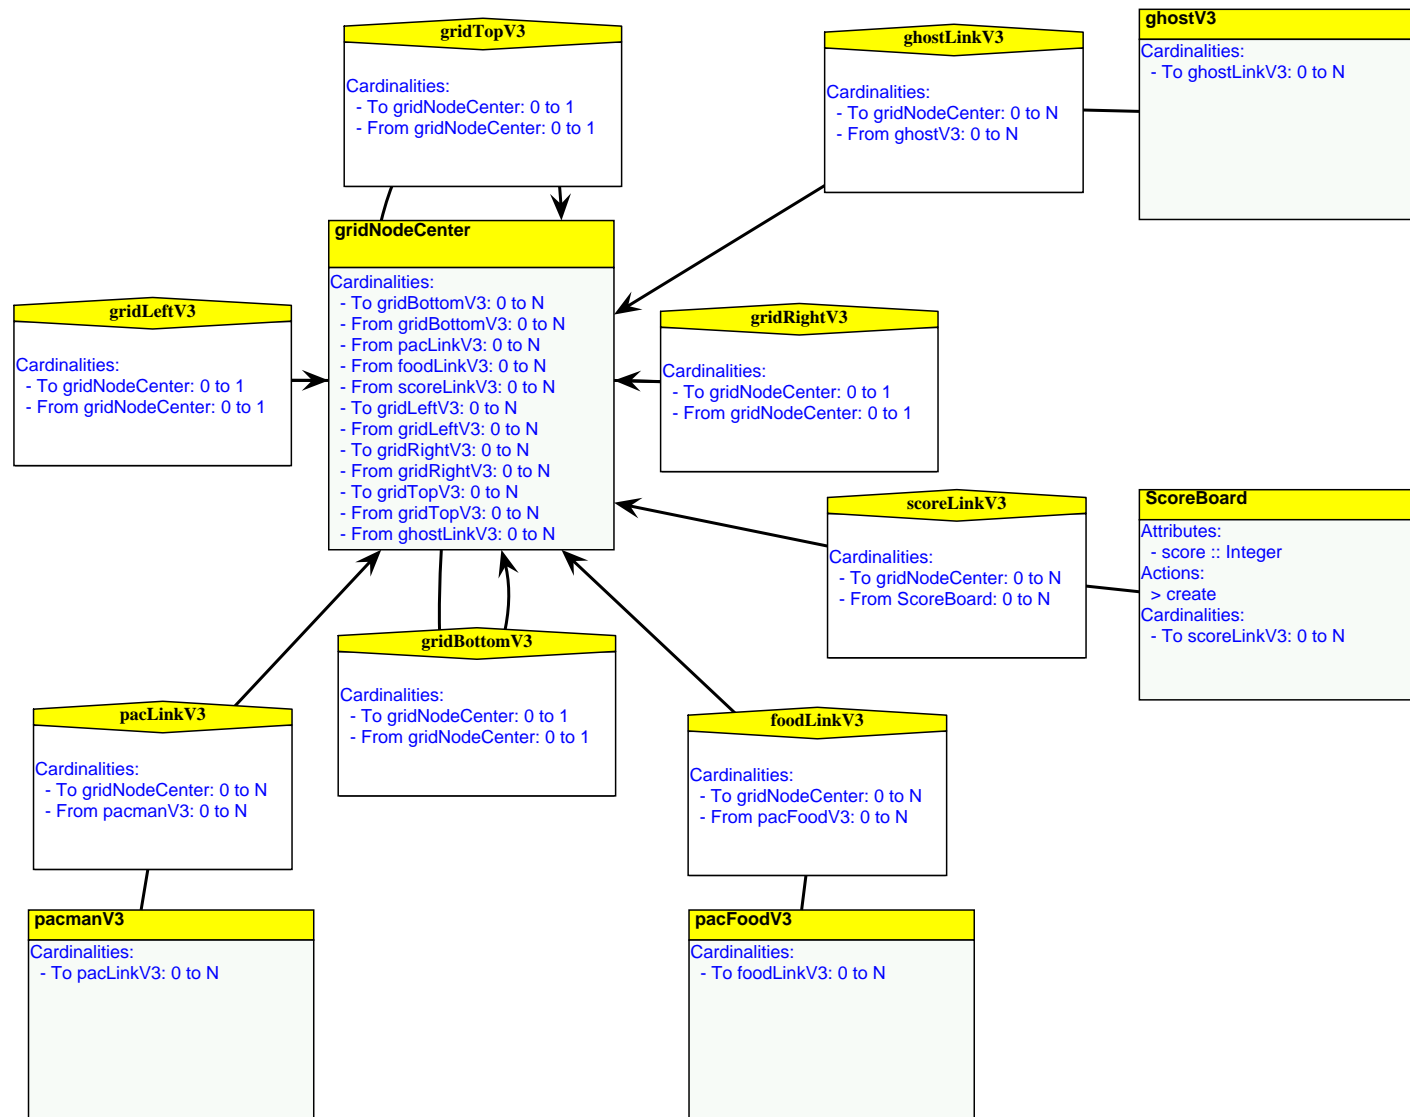 gridTopV3
Cardinalities:
- To gridNodeCenter: 0 to 1
- From gridNodeCenter: 0 to 1
ghostLinkV3
Cardinalities:
- To gridNodeCenter: 0 to N
- From ghostV3: 0 to N
ghostV3
Cardinalities:
- To ghostLinkV3: 0 to N
gridNodeCenter
Cardinalities:
- To gridBottomV3: 0 to N
- From gridBottomV3: 0 to N
- From pacLinkV3: 0 to N
- From foodLinkV3: 0 to N
- From scoreLinkV3: 0 to N
- To gridLeftV3: 0 to N
- From gridLeftV3: 0 to N
- To gridRightV3: 0 to N
- From gridRightV3: 0 to N
- To gridTopV3: 0 to N
- From gridTopV3: 0 to N
- From ghostLinkV3: 0 to N
gridLeftV3
Cardinalities:
- To gridNodeCenter: 0 to 1
- From gridNodeCenter: 0 to 1
gridRightV3
Cardinalities:
- To gridNodeCenter: 0 to 1
- From gridNodeCenter: 0 to 1
scoreLinkV3
Cardinalities:
- To gridNodeCenter: 0 to N
- From ScoreBoard: 0 to N
ScoreBoard
Attributes:
- score :: Integer
Actions:
> create
Cardinalities:
- To scoreLinkV3: 0 to N
gridBottomV3
Cardinalities:
- To gridNodeCenter: 0 to 1
- From gridNodeCenter: 0 to 1
pacLinkV3
Cardinalities:
- To gridNodeCenter: 0 to N
- From pacmanV3: 0 to N
foodLinkV3
Cardinalities:
- To gridNodeCenter: 0 to N
- From pacFoodV3: 0 to N
pacmanV3
Cardinalities:
- To pacLinkV3: 0 to N
pacFoodV3
Cardinalities:
- To foodLinkV3: 0 to N